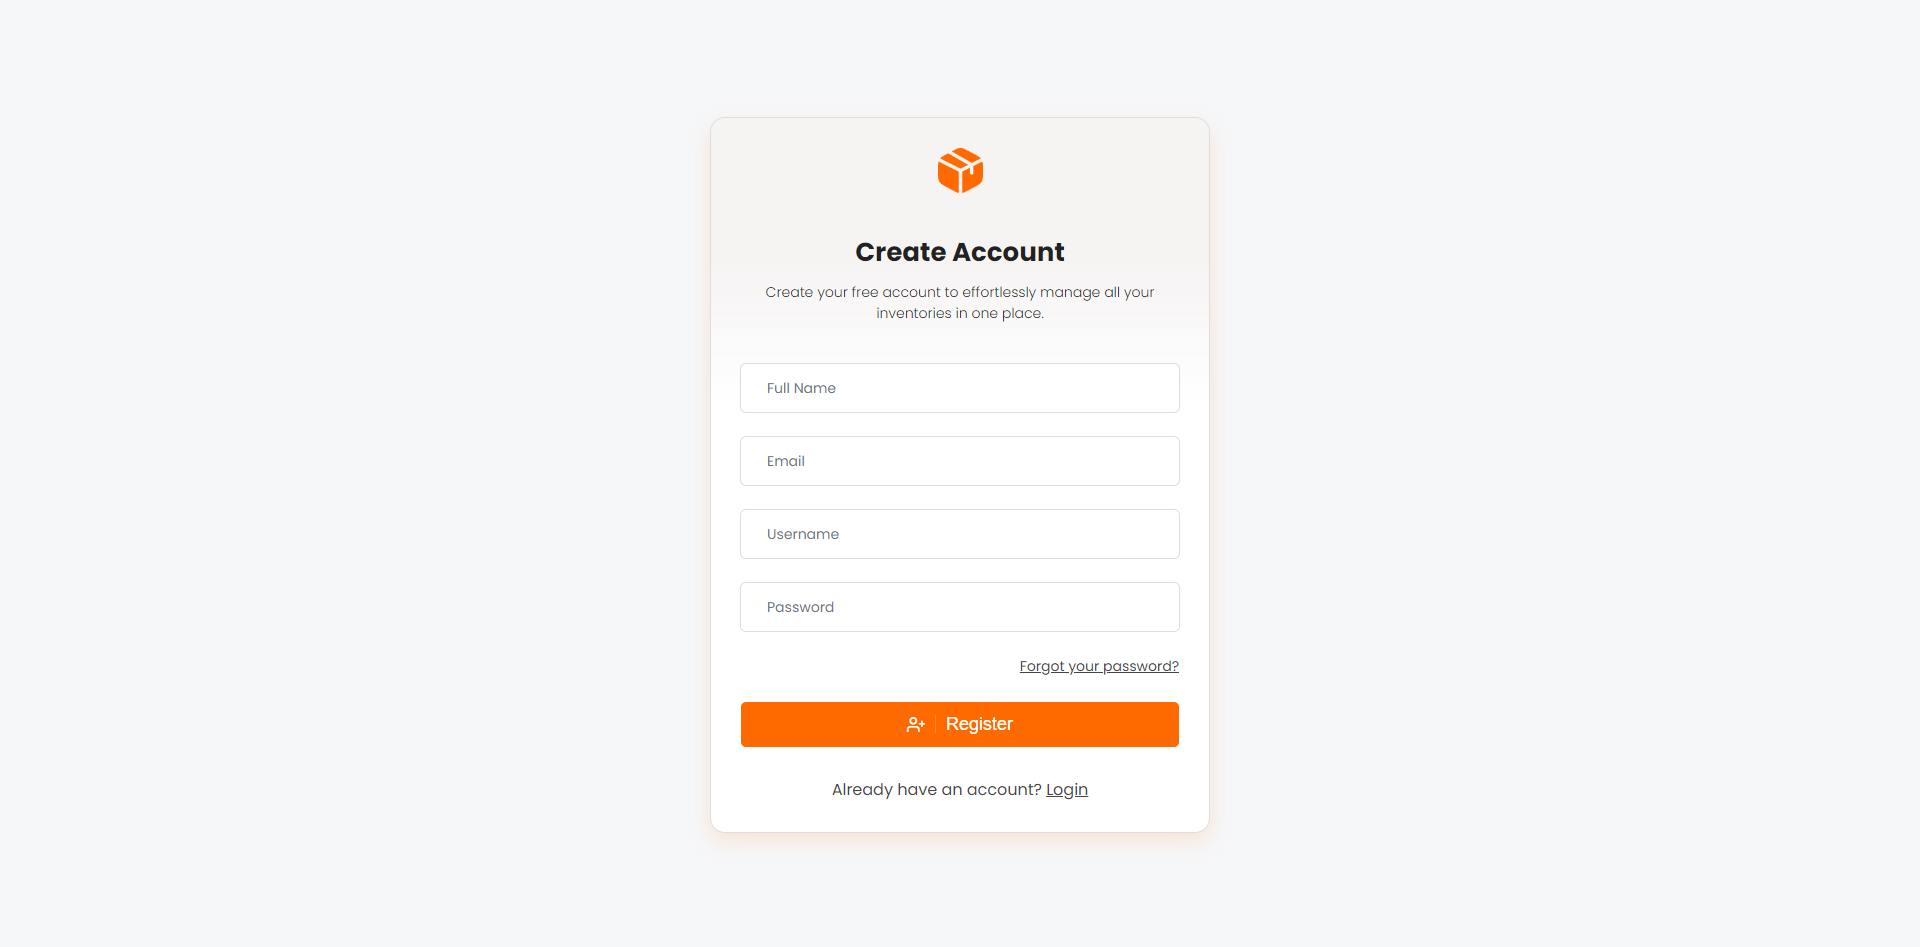 Create Account
Create your free account to effortlessly manage all your
inventories in one place.
Full Name
Email
Username
Password
Forgot your password?
Register
Already have an account? Login